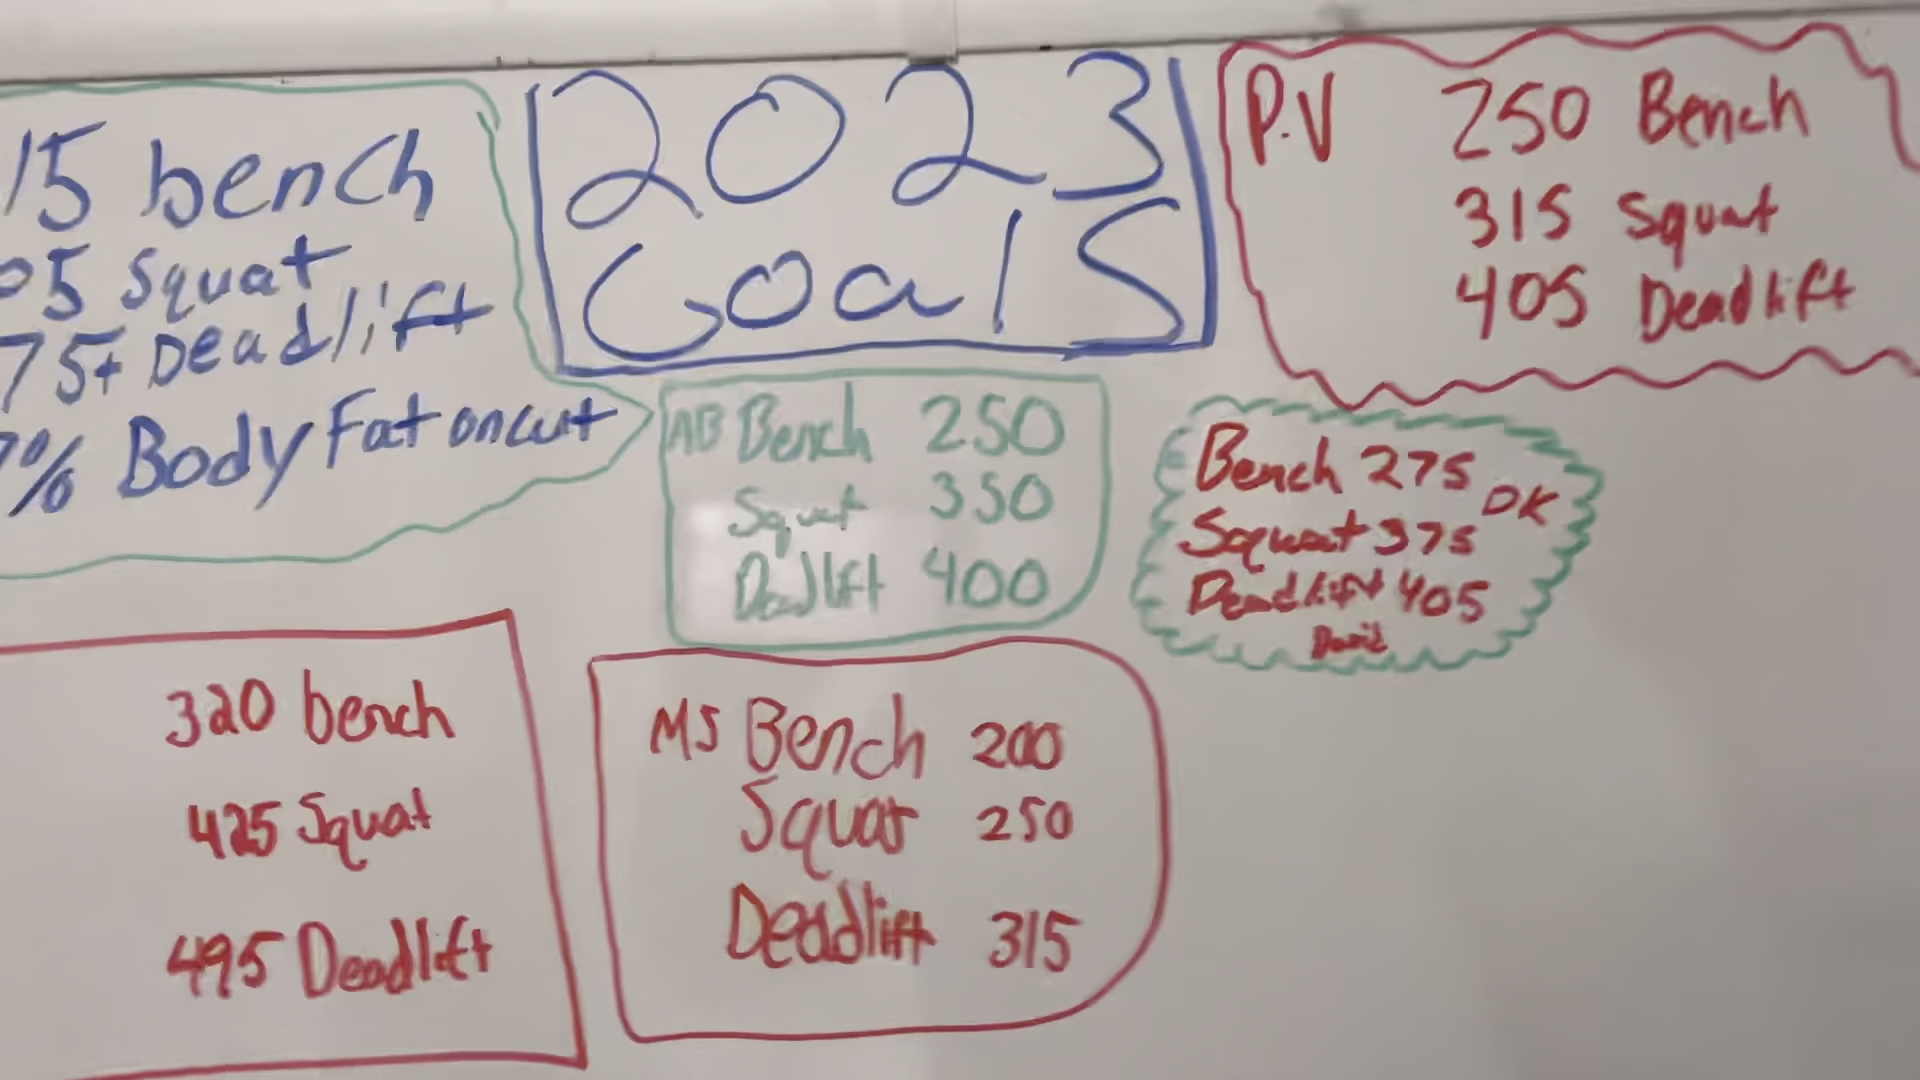 15 bench
05 Squat
75+ Deadlift
7% Body Fat on cut
2023
Goals
P.V 250 Bench
315 Squat
405 Deadlift
AB Bench 250
Squat 350
Deadlift 400
Bench 275
DK
Squat 375
Deadlift 405
David
320 bench
425 Squat
495 Deadlift
MS Bench 200
Squat 250
Deadlift 315